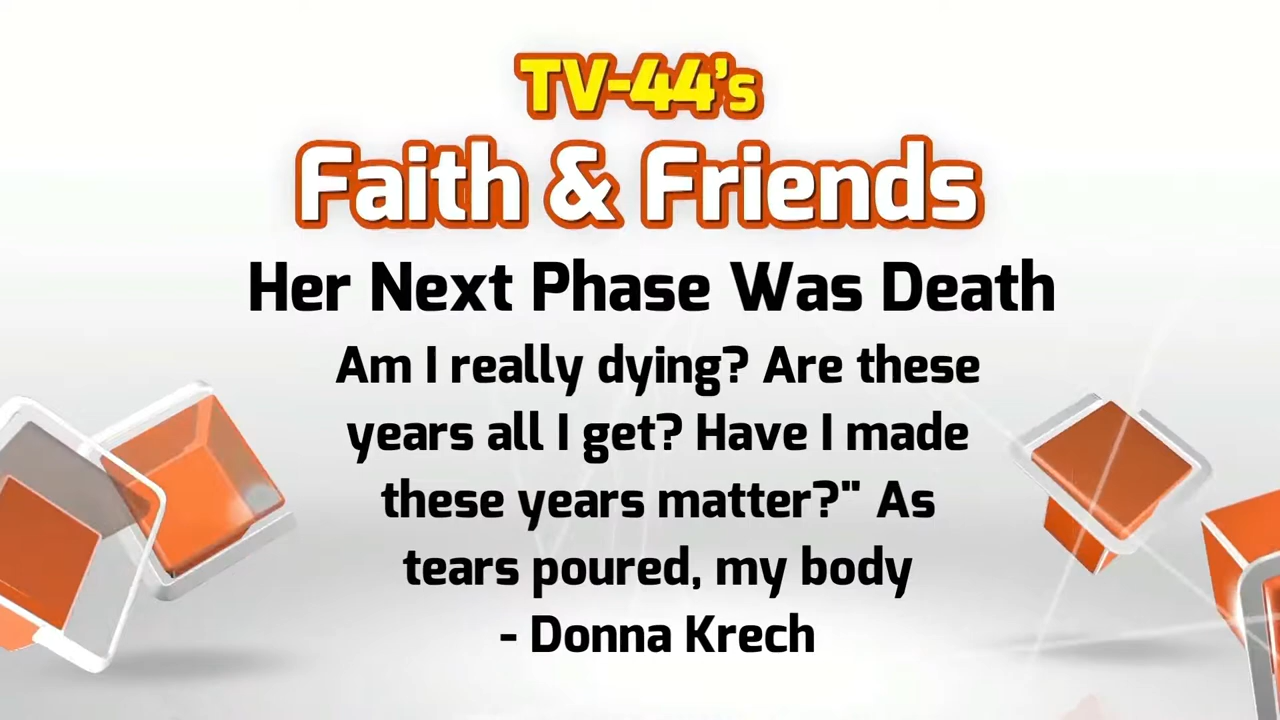 TV-44's
Faith & Friends
Her Next Phase Was Death
Am I really dying? Are these
years all I get? Have I made
these years matter?" As
tears poured, my body
- Donna Krech